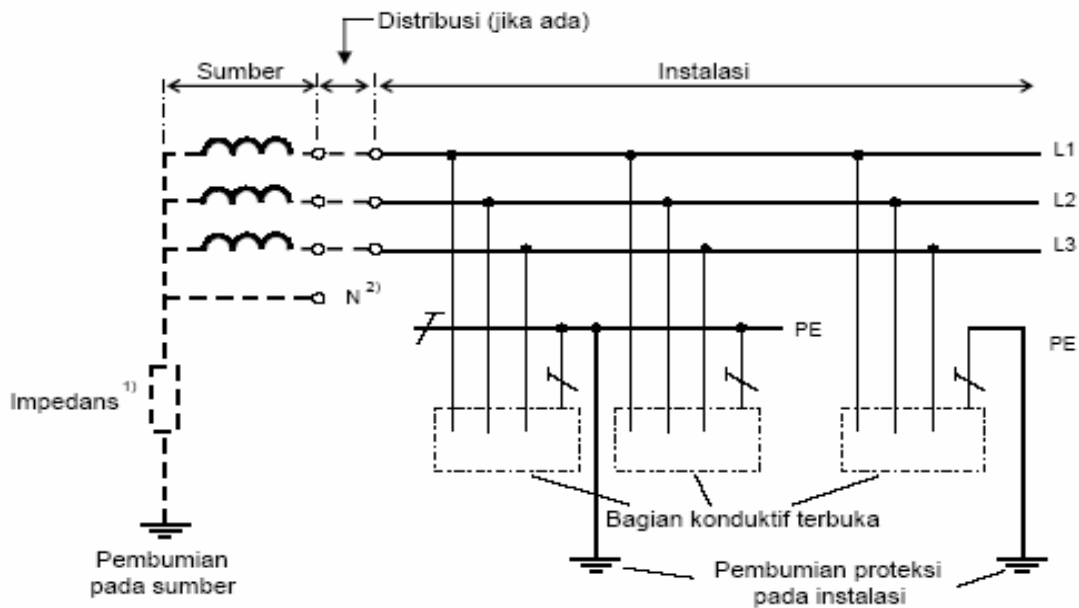 Distribusi (jika ada)
Sumber
Instalasi
L1
L2
L3
N 2)
PE
PE
Impedans 1)
Bagian konduktif terbuka
Pembumian
pada sumber
Pembumian proteksi
pada instalasi